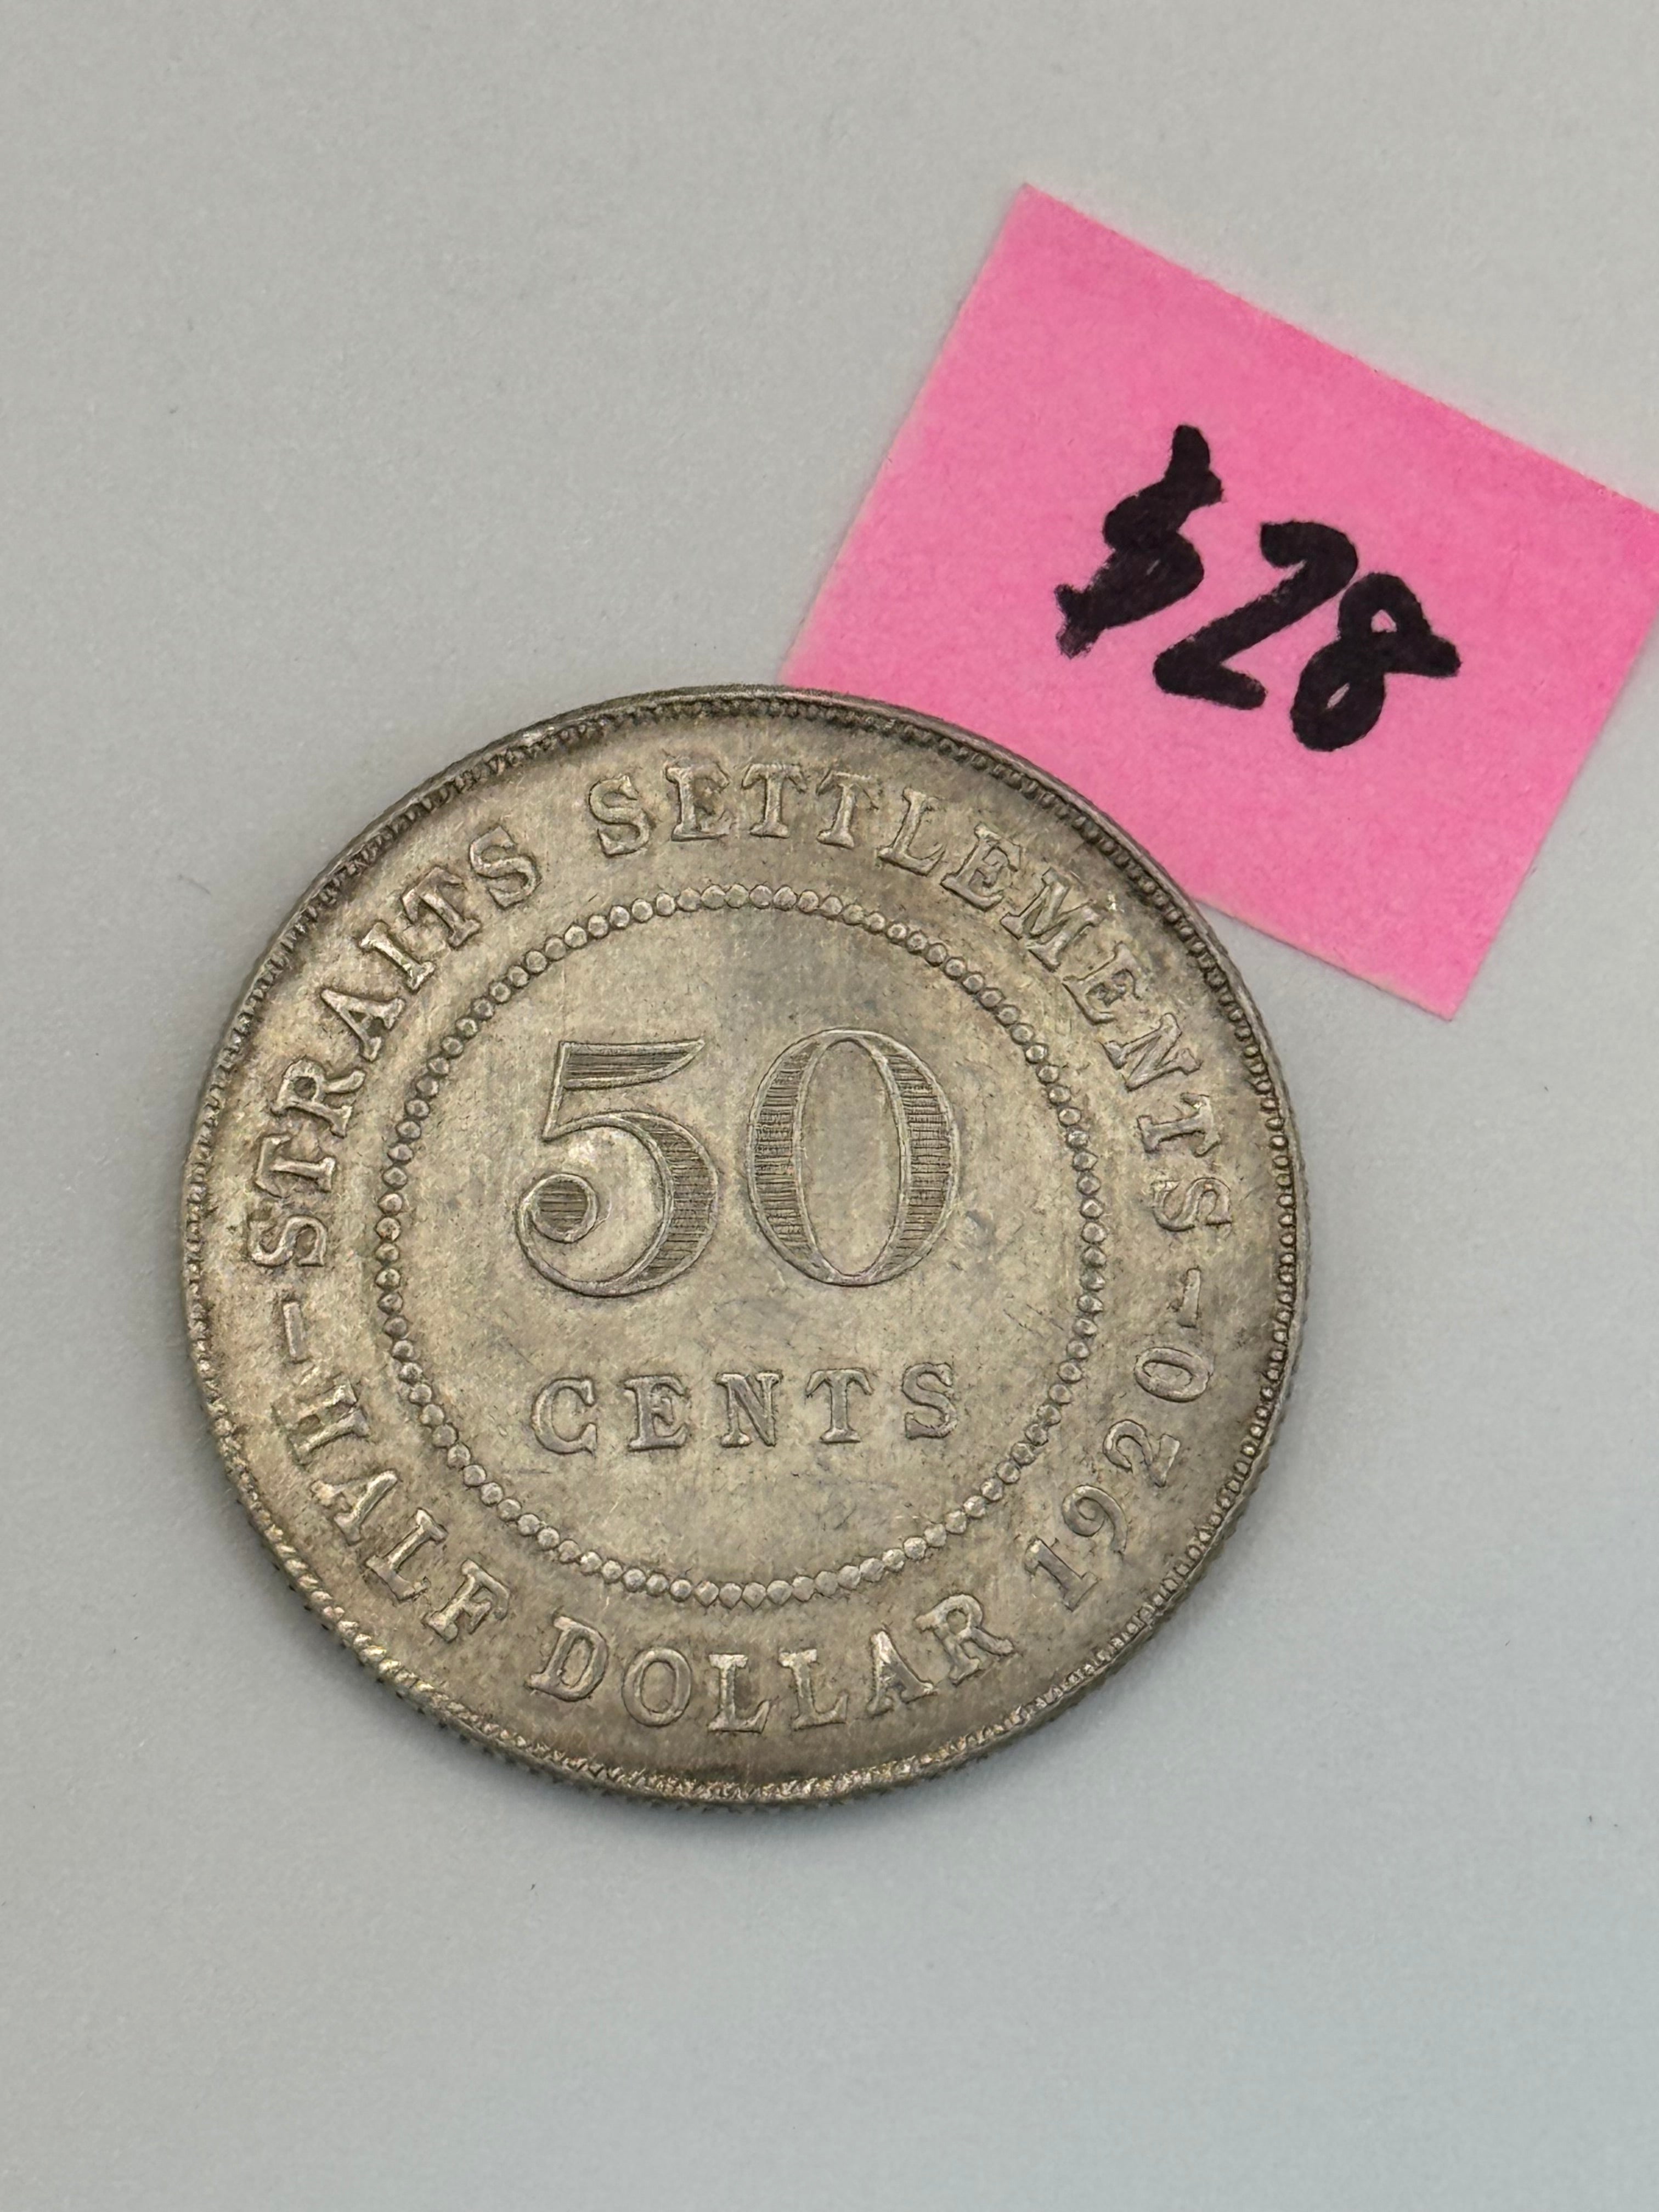 $28
STRAITS SETTLEMENTS
50
CENTS
HALF DOLLAR 1920